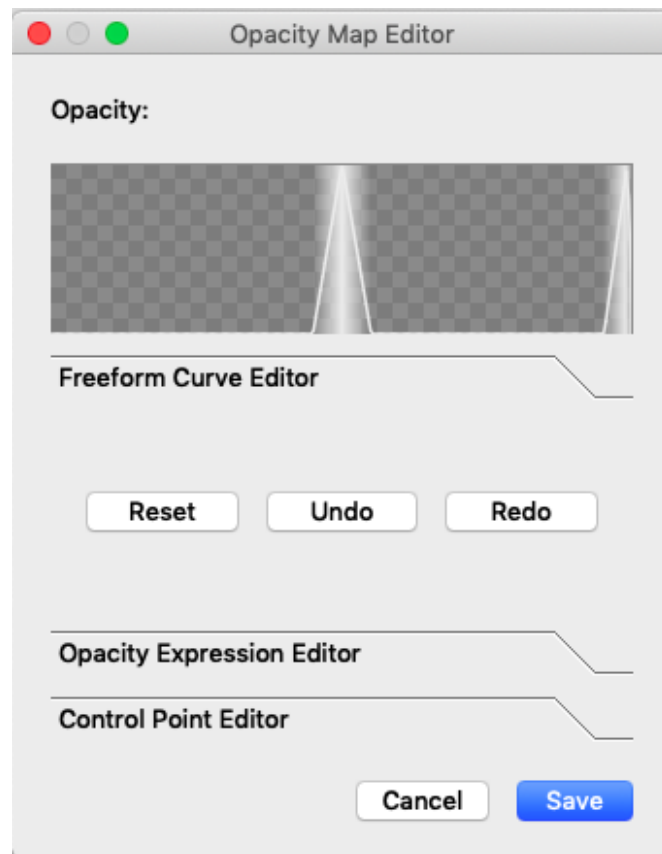 Opacity Map Editor
Opacity:
Freeform Curve Editor
Reset Undo Redo
Opacity Expression Editor
Control Point Editor
Cancel Save